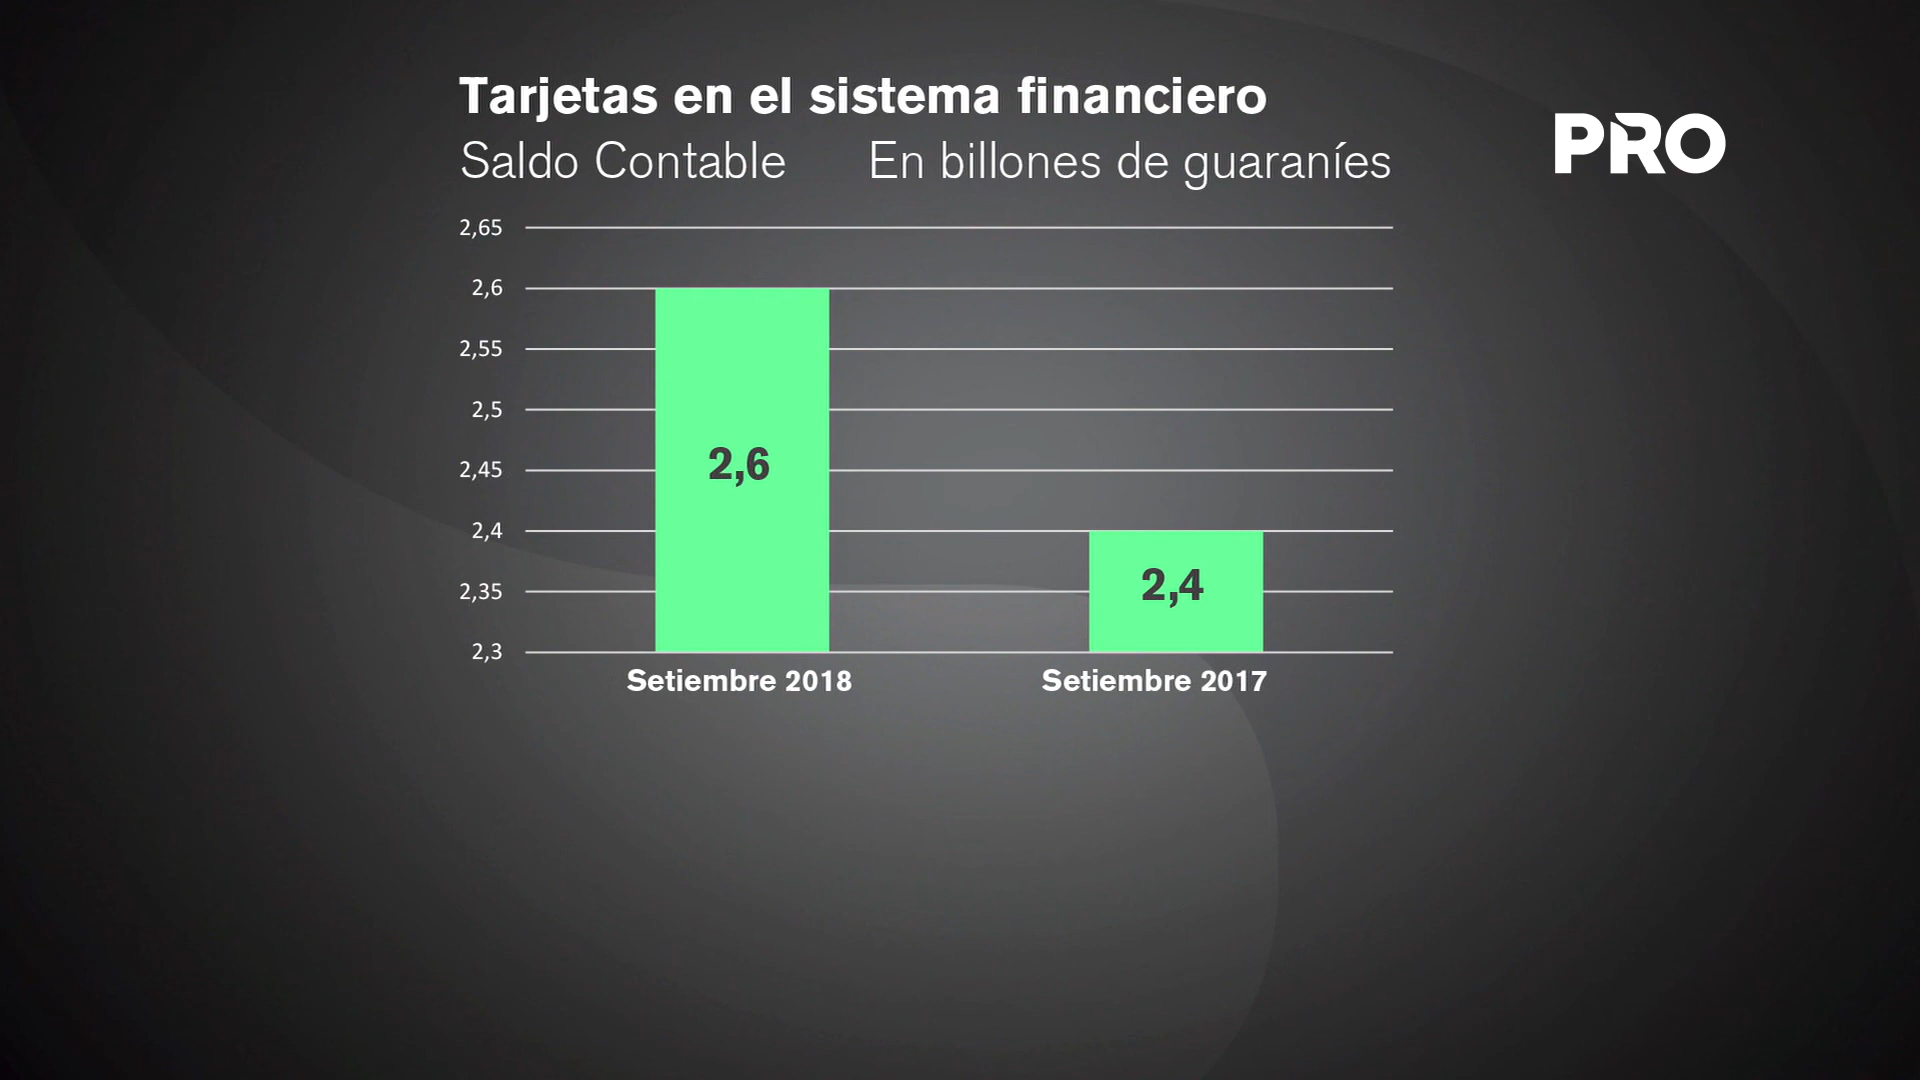 Tarjetas en el sistema financiero
Saldo Contable En billones de guaraníes
PRO
2,65
2,6
2,55
2,5
2,45
2,4
2,35
2,3
2,6
2,4
Setiembre 2018 Setiembre 2017